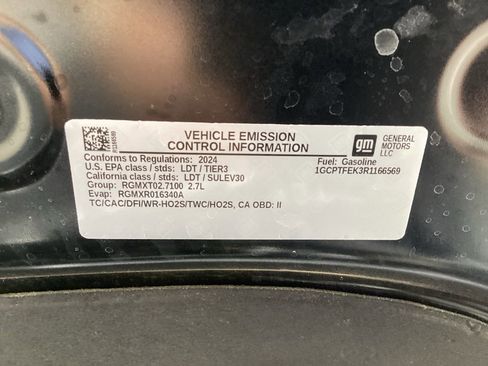 VEHICLE EMISSION
CONTROL INFORMATION
gm
GENERAL
MOTORS
LLC
Conforms to Regulations: 2024
U.S. EPA class / stds: LDT / TIER3
California class / stds: LDT / SULEV30
Group: RGMXT02.7100 2.7L
Evap: RGMXR016340A
TC/CAC/DFI/WR-HO2S/TWC/HO2S, CA OBD: II
Fuel: Gasoline
1GCPTFEK3R1166569